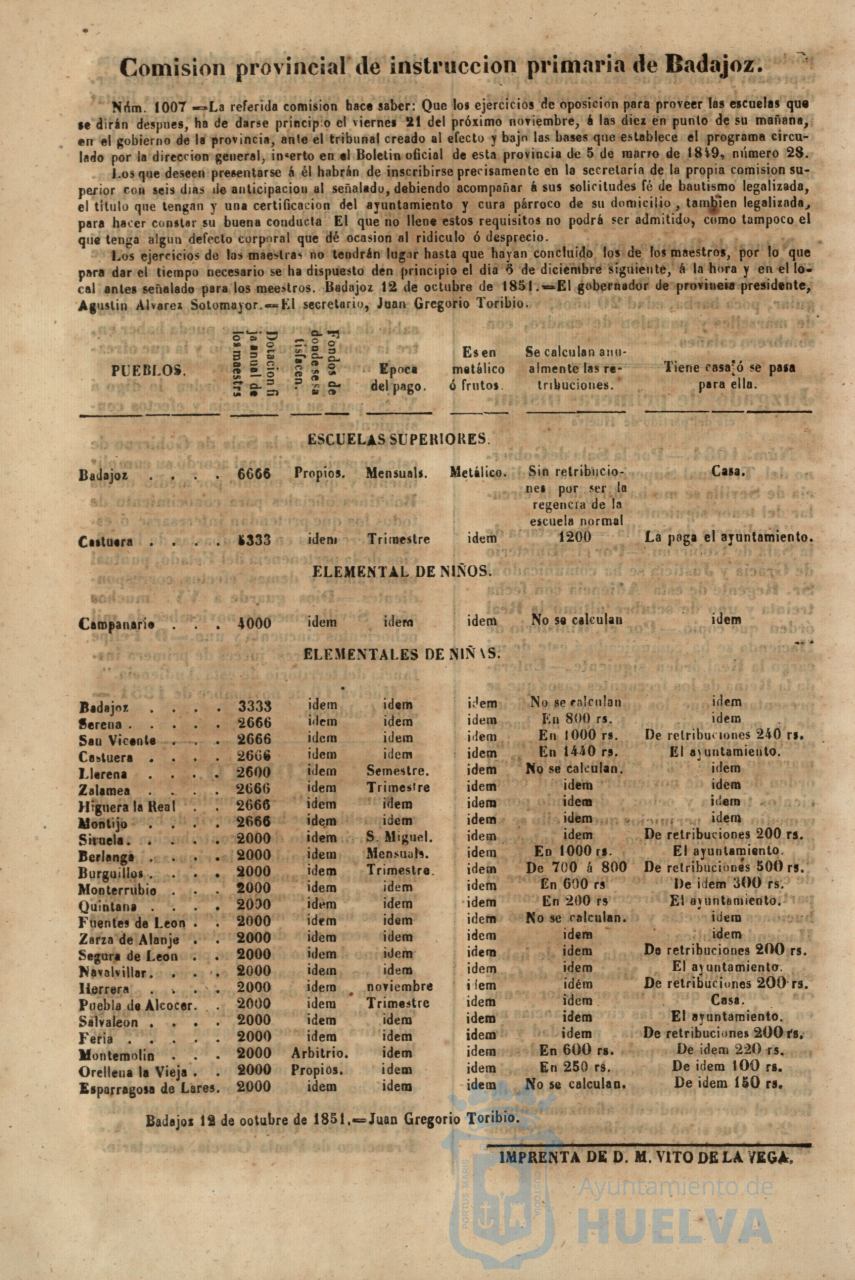 Comision provincial de instruccion primaria de Badajoz.
Núm. 1007 —La referida comision hace saber: Que los ejercicios de oposicion para proveer las escuelas que
se dirán despues, ha de darse principio el viernes 21 del próximo noviembre, á las diez en punto de su mañana,
en el gobierno de la provincia, ante el tribunal creado al efecto y bajo las bases que establece el programa circu-
lado por la direccion general, inserto en el Boletin oficial de esta provincia de 5 de marzo de 1849, número 28.
Los que deseen presentarse á él habrán de inscribirse precisamente en la secretaría de la propia comision su-
perior con seis dias de anticipacion al señalado, debiendo acompañar á sus solicitudes fé de bautismo legalizada,
el título que tengan y una certificacion del ayuntamiento y cura párroco de su domicilio, tambien legalizada,
para hacer constar su buena conducta El que no llene estos requisitos no podrá ser admitido, como tampoco el
que tenga algun defecto corporal que dé ocasion al ridículo ó desprecio.
Los ejercicios de las maestras no tendrán lugar hasta que hayan concluido los de los maestros, por lo que
para dar el tiempo necesario se ha dispuesto den principio el dia 6 de diciembre siguiente, á la hora y en el lo-
cal antes señalado para los meestros. Badajoz 12 de octubre de 1851.—El gobernador de provincia presidente,
Agustin Alvarez Sotomayor.—El secretario, Juan Gregorio Toribio.
PUEBLOS. Dotacion fi ja anual de los maestrs Fondos de donde se sa tisfacen. Epoca del pago. Es en metálico ó frutos. Se calculan anu- almente las re- tribuciones. Tiene casa ó se pasa para ella.
ESCUELAS SUPERIORES.
Badajoz . . . . 6666 Propios. Mensuals. Metálico. Sin retribucio- Casa.
nes por ser la
regencia de la
escuela normal
Castuera . . . . 5333 idem Trimestre idem 1200 La paga el ayuntamiento.
ELEMENTAL DE NIÑOS.
Campanario . . . 4000 idem idem idem No se calculan idem
ELEMENTALES DE NIÑAS.
Badajoz . . . . 3333 idem idem idem No se calculan idem
Serena . . . . . 2666 idem idem idem En 800 rs. idem
San Vicente . . . 2666 idem idem idem En 1000 rs. De retribuciones 240 rs.
Castuera . . . . 2666 idem idem idem En 1440 rs. El ayuntamiento.
Llerena . . . . 2600 idem Semestre. idem No se calculan. idem
Zalamea . . . . 2666 idem Trimestre idem idem idem
Higuera la Real . . 2666 idem idem idem idem idem
Montijo . . . . 2666 idem idem idem idem idem
Siruela. . . . . 2000 idem S. Miguel. idem idem De retribuciones 200 rs.
Berlanga . . . . 2000 idem Mensuals. idem En 1000 rs. El ayuntamiento.
Burguillos . . . . 2000 idem Trimestre. idem De 700 á 800 De retribuciones 500 rs.
Monterrubio . . . 2000 idem idem idem En 600 rs De idem 300 rs.
Quintana . . . . 2000 idem idem idem En 200 rs El ayuntamiento.
Fuentes de Leon . . 2000 idem idem idem No se calculan. idem
Zarza de Alanje . . 2000 idem idem idem idem idem
Segura de Leon . . 2000 idem idem idem idem De retribuciones 200 rs.
Navalvillar. . . . 2000 idem idem idem idem El ayuntamiento.
Herrera . . . . 2000 idem noviembre idem idem De retribuciones 200 rs.
Puebla de Alcocer. . 2000 idem Trimestre idem idem Casa.
Salvaleon . . . . 2000 idem idem idem idem El ayuntamiento.
Feria . . . . . 2000 idem idem idem idem De retribuciones 200 rs.
Montemolin . . . 2000 Arbitrio. idem idem En 600 rs. De idem 220 rs.
Orellena la Vieja . . 2000 Propios. idem idem En 250 rs. De idem 100 rs.
Esparragosa de Lares. 2000 idem idem idem No se calculan. De idem 150 rs.
Badajoz 12 de octubre de 1851.—Juan Gregorio Toribio.
IMPRENTA DE D. M. VITO DE LA VEGA.
Ayuntamiento de
HUELVA